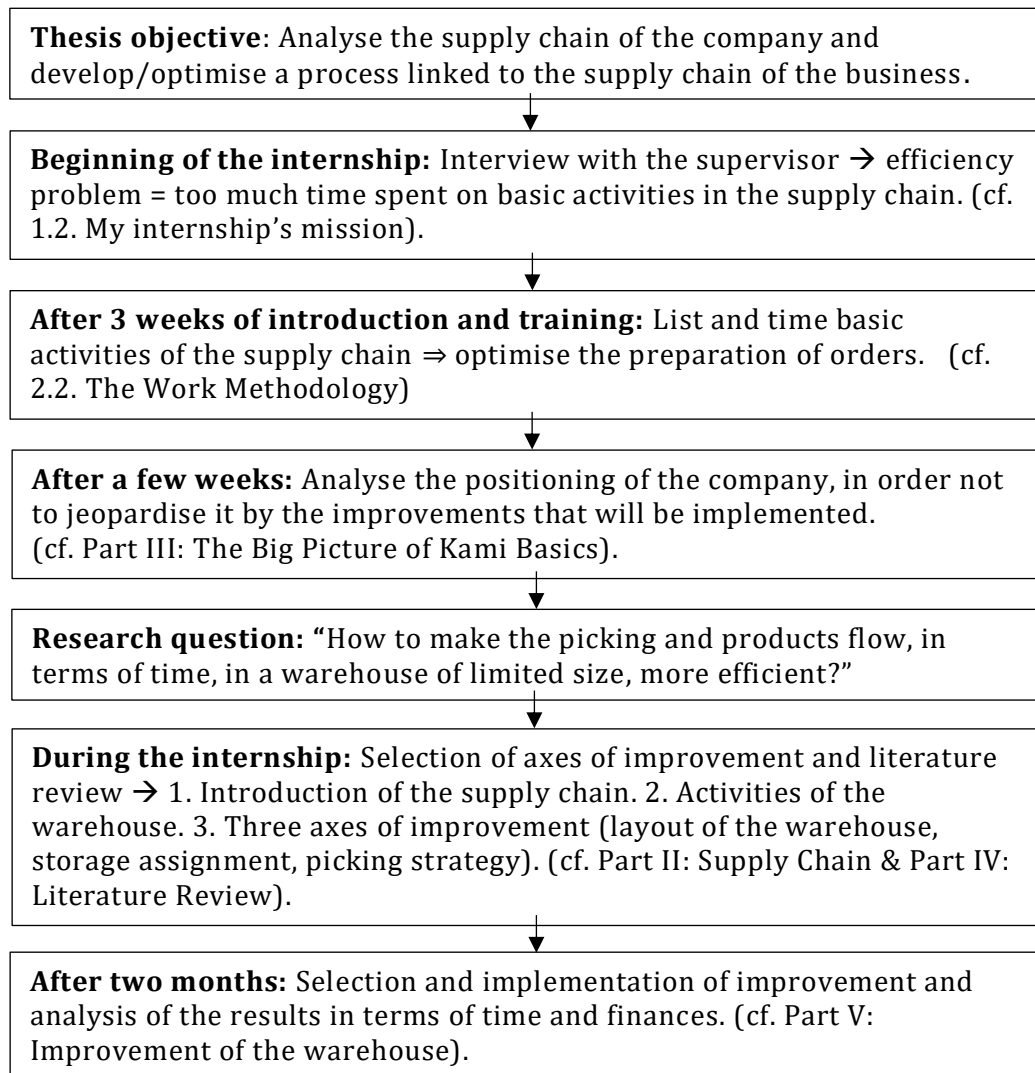 Thesis objective: Analyse the supply chain of the company and
develop/optimise a process linked to the supply chain of the business.
Beginning of the internship: Interview with the supervisor → efficiency
problem = too much time spent on basic activities in the supply chain. (cf.
1.2. My internship’s mission).
After 3 weeks of introduction and training: List and time basic
activities of the supply chain ⇒ optimise the preparation of orders. (cf.
2.2. The Work Methodology)
After a few weeks: Analyse the positioning of the company, in order not
to jeopardise it by the improvements that will be implemented.
(cf. Part III: The Big Picture of Kami Basics).
Research question: “How to make the picking and products flow, in
terms of time, in a warehouse of limited size, more efficient?”
During the internship: Selection of axes of improvement and literature
review → 1. Introduction of the supply chain. 2. Activities of the
warehouse. 3. Three axes of improvement (layout of the warehouse,
storage assignment, picking strategy). (cf. Part II: Supply Chain & Part IV:
Literature Review).
After two months: Selection and implementation of improvement and
analysis of the results in terms of time and finances. (cf. Part V:
Improvement of the warehouse).